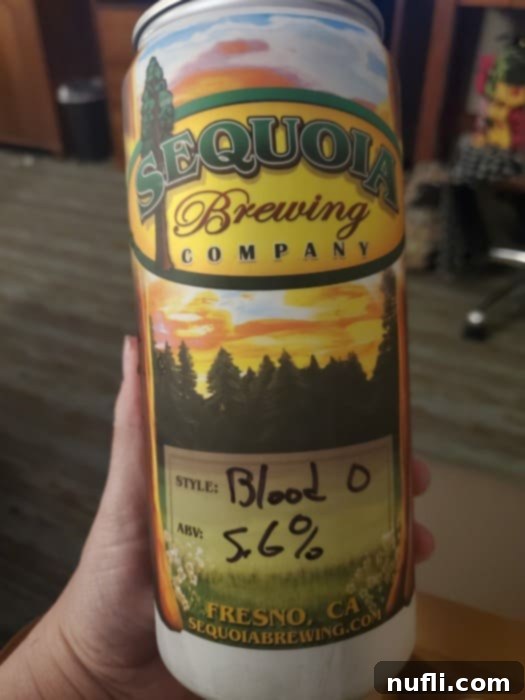 SEQUOIA
Brewing
COMPANY
STYLE: Blood O
ABV: 5.6%
FRESNO, CA
SEQUOIABREWING.COM
nufli.com